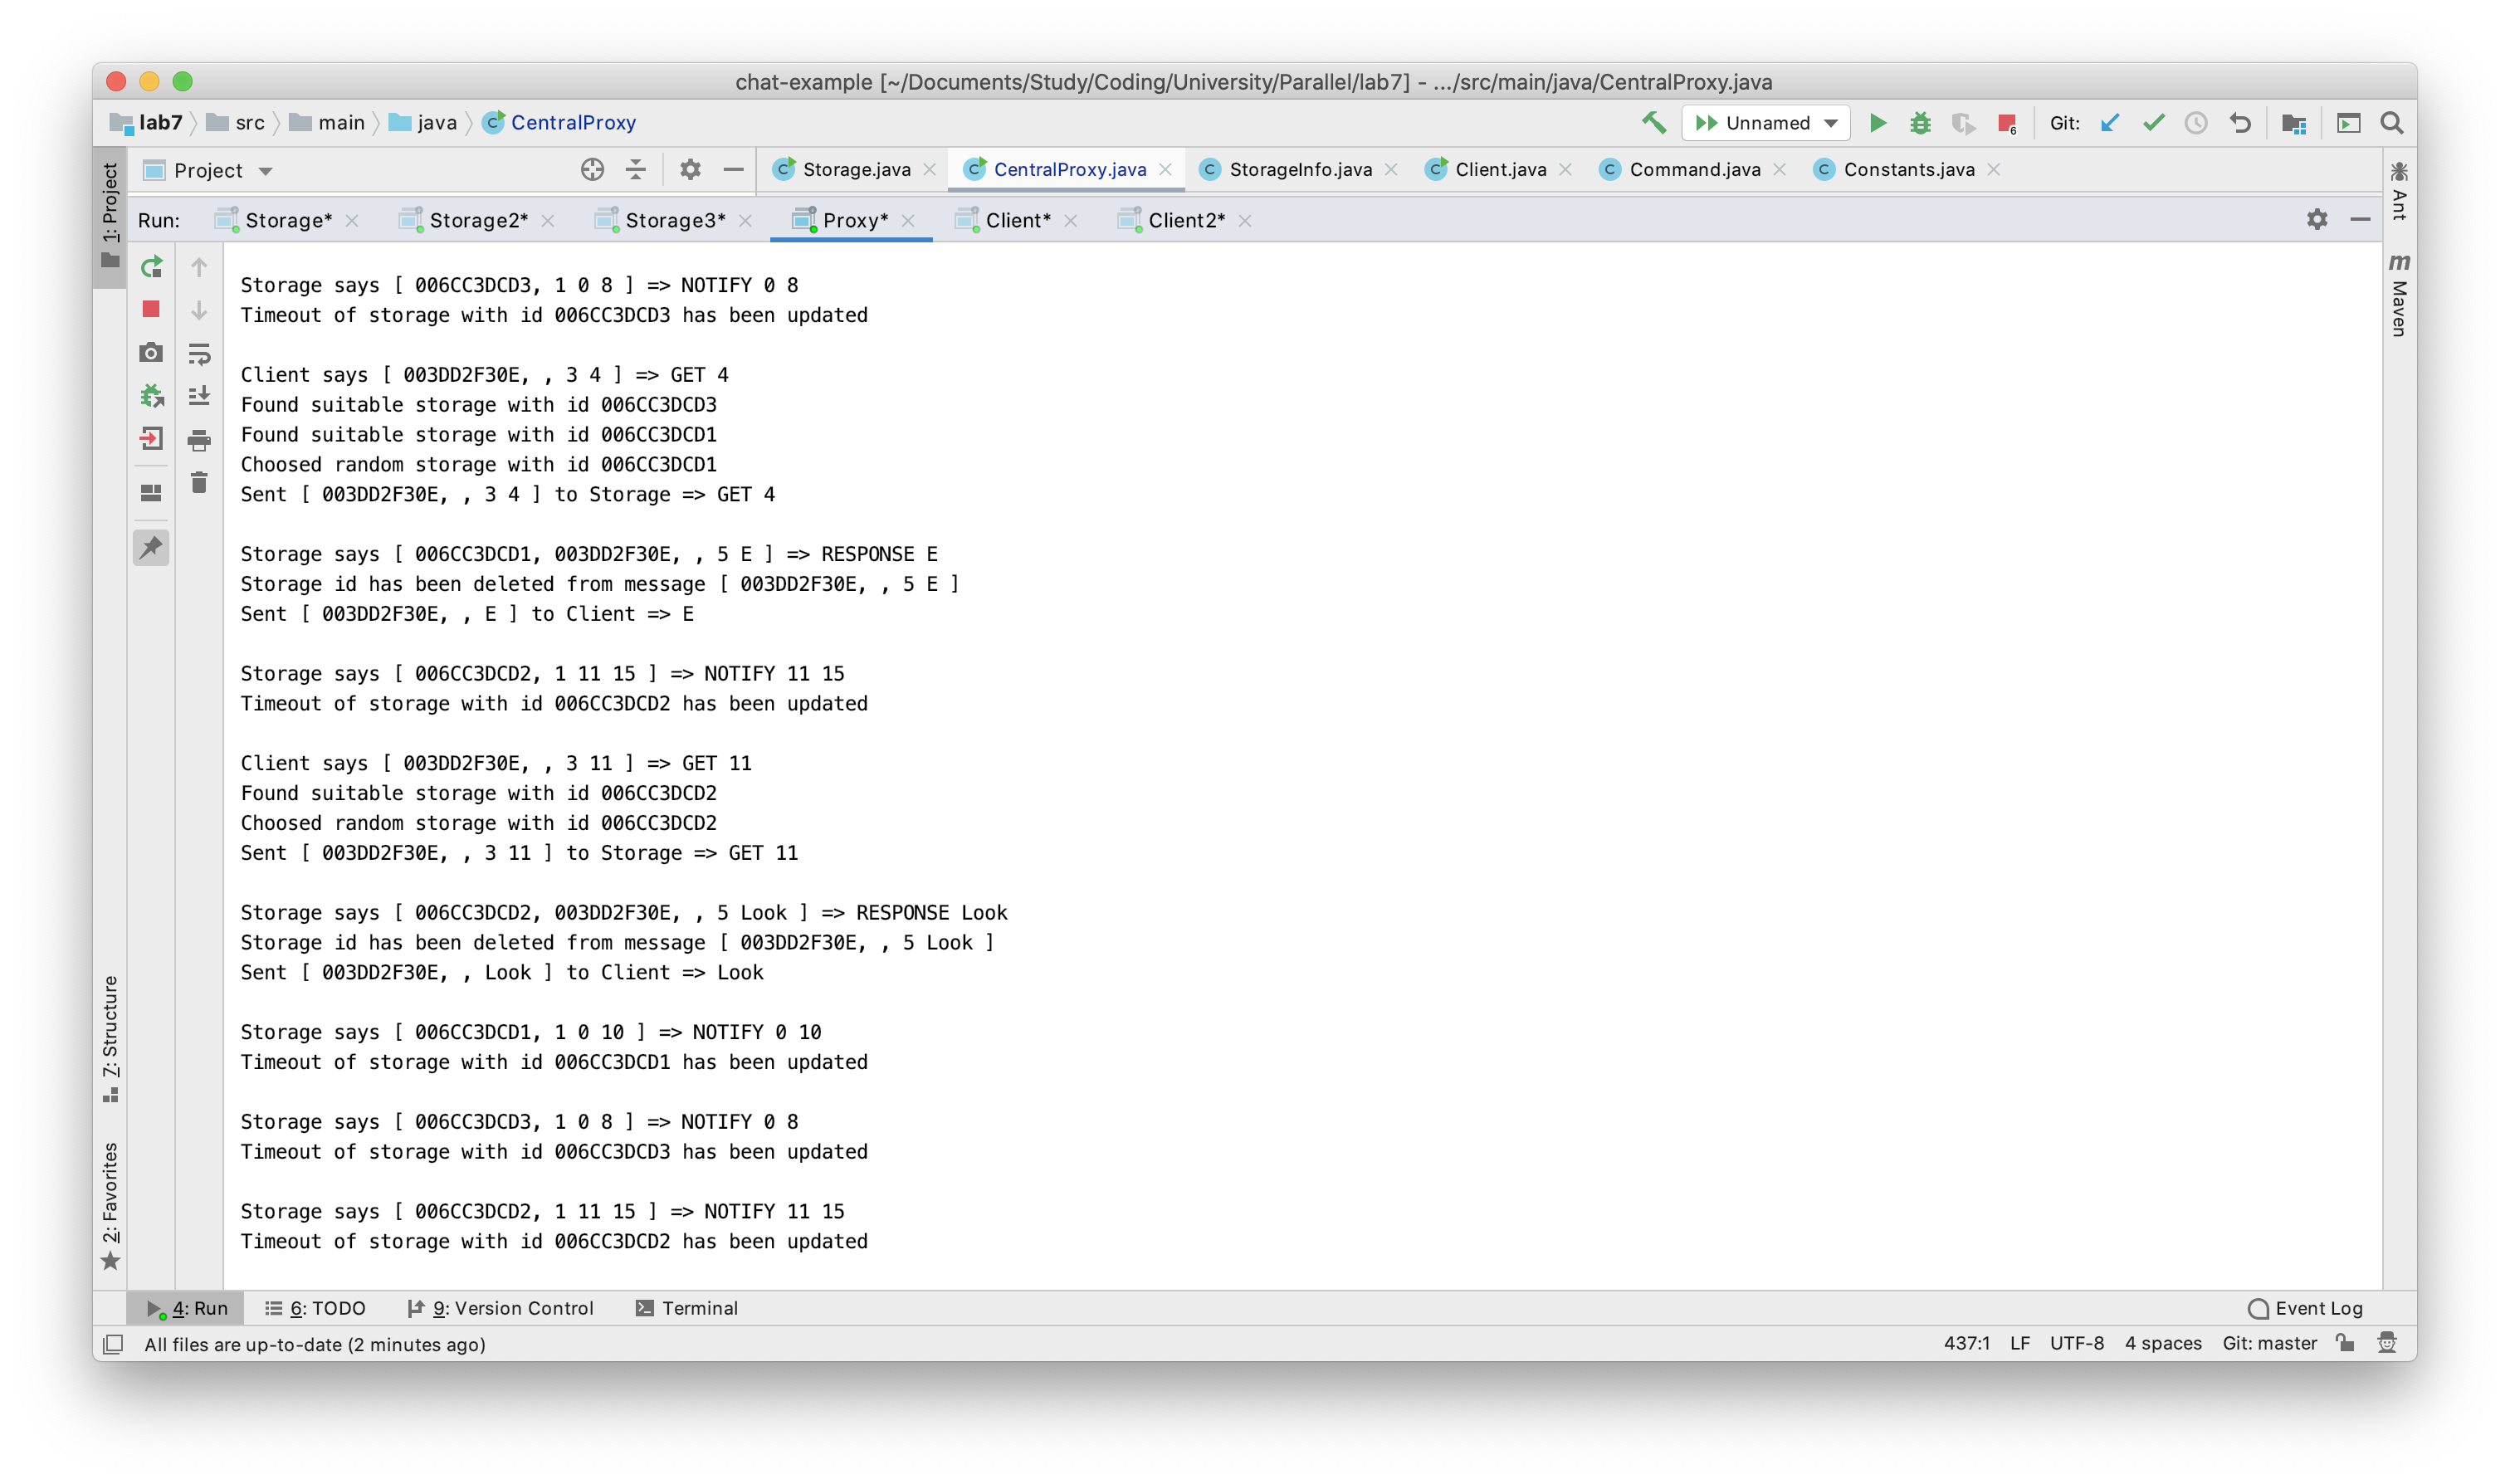 chat-example [~/Documents/Study/Coding/University/Parallel/lab7] - .../src/main/java/CentralProxy.java
lab7 src main java CentralProxy Unnamed 6 Git:
1: Project
Project Storage.java CentralProxy.java StorageInfo.java Client.java Command.java Constants.java
Ant
Run: Storage* Storage2* Storage3* Proxy* Client* Client2*
Maven
Storage says [ 006CC3DCD3, 1 0 8 ] => NOTIFY 0 8
Timeout of storage with id 006CC3DCD3 has been updated
Client says [ 003DD2F30E, , 3 4 ] => GET 4
Found suitable storage with id 006CC3DCD3
Found suitable storage with id 006CC3DCD1
Choosed random storage with id 006CC3DCD1
Sent [ 003DD2F30E, , 3 4 ] to Storage => GET 4
Storage says [ 006CC3DCD1, 003DD2F30E, , 5 E ] => RESPONSE E
Storage id has been deleted from message [ 003DD2F30E, , 5 E ]
Sent [ 003DD2F30E, , E ] to Client => E
Storage says [ 006CC3DCD2, 1 11 15 ] => NOTIFY 11 15
Timeout of storage with id 006CC3DCD2 has been updated
Client says [ 003DD2F30E, , 3 11 ] => GET 11
Found suitable storage with id 006CC3DCD2
Choosed random storage with id 006CC3DCD2
Sent [ 003DD2F30E, , 3 11 ] to Storage => GET 11
Storage says [ 006CC3DCD2, 003DD2F30E, , 5 Look ] => RESPONSE Look
Storage id has been deleted from message [ 003DD2F30E, , 5 Look ]
Sent [ 003DD2F30E, , Look ] to Client => Look
Storage says [ 006CC3DCD1, 1 0 10 ] => NOTIFY 0 10
Timeout of storage with id 006CC3DCD1 has been updated
Storage says [ 006CC3DCD3, 1 0 8 ] => NOTIFY 0 8
Timeout of storage with id 006CC3DCD3 has been updated
Storage says [ 006CC3DCD2, 1 11 15 ] => NOTIFY 11 15
Timeout of storage with id 006CC3DCD2 has been updated
7: Structure
2: Favorites
4: Run 6: TODO 9: Version Control Terminal Event Log
All files are up-to-date (2 minutes ago) 437:1 LF UTF-8 4 spaces Git: master